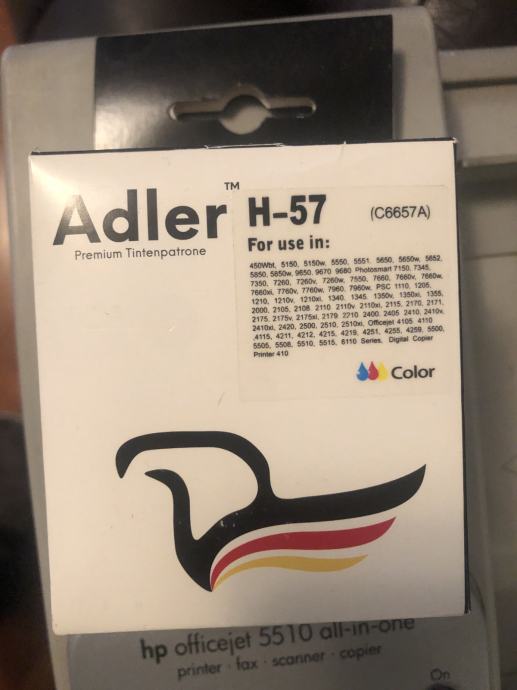 Adler™
Premium Tintenpatrone
H-57 (C6657A)
For use in:
450Wbt, 5150, 5150w, 5550, 5551, 5650, 5650w, 5652,
5850, 5850w, 9650, 9670 9680 Photosmart 7150, 7345,
7350, 7260, 7260v, 7260w, 7550, 7660, 7660v, 7660w,
7660xi, 7760v, 7760w, 7960, 7960w, PSC 1110, 1205,
1210, 1210v, 1210xi, 1340, 1345, 1350v, 1350xi, 1355,
2000, 2105, 2108 2110 2110v 2110xi, 2115, 2170, 2171,
2175, 2175v, 2175xi, 2179 2210 2400, 2405 2410, 2410v,
2410xi, 2420, 2500, 2510, 2510xi, Officejet 4105 4110
,4115, 4211, 4212, 4215, 4219, 4251, 4255, 4259, 5500,
5505, 5508, 5510, 5515, 6110 Series, Digital Copier
Printer 410
Color
hp officejet 5510 all-in-one
printer · fax · scanner · copier
On